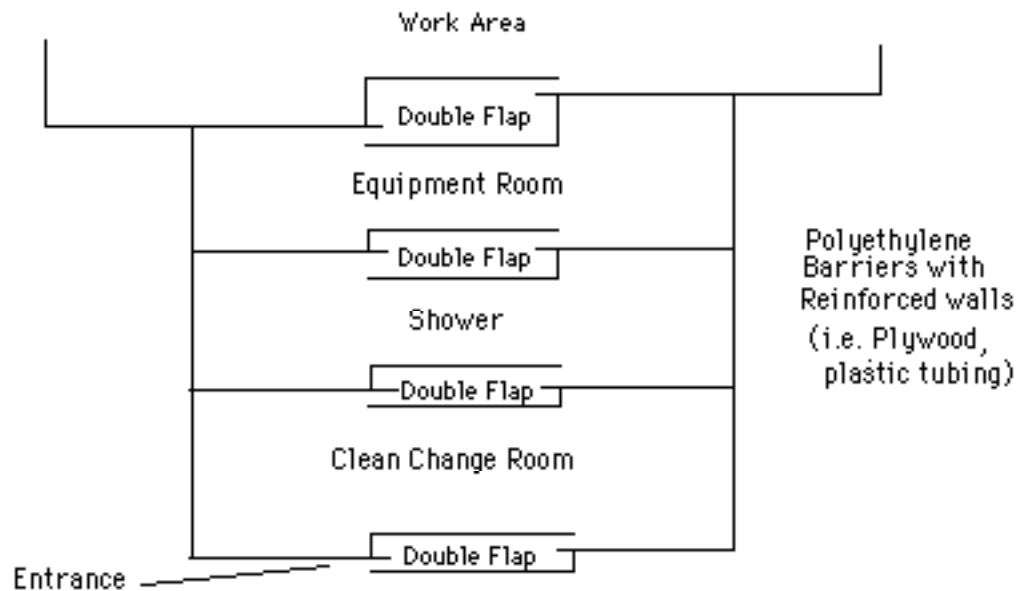 Work Area
Double Flap
Equipment Room
Polyethylene
Barriers with
Reinforced walls
(i.e. Plywood,
plastic tubing)
Double Flap
Shower
Double Flap
Clean Change Room
Double Flap
Entrance